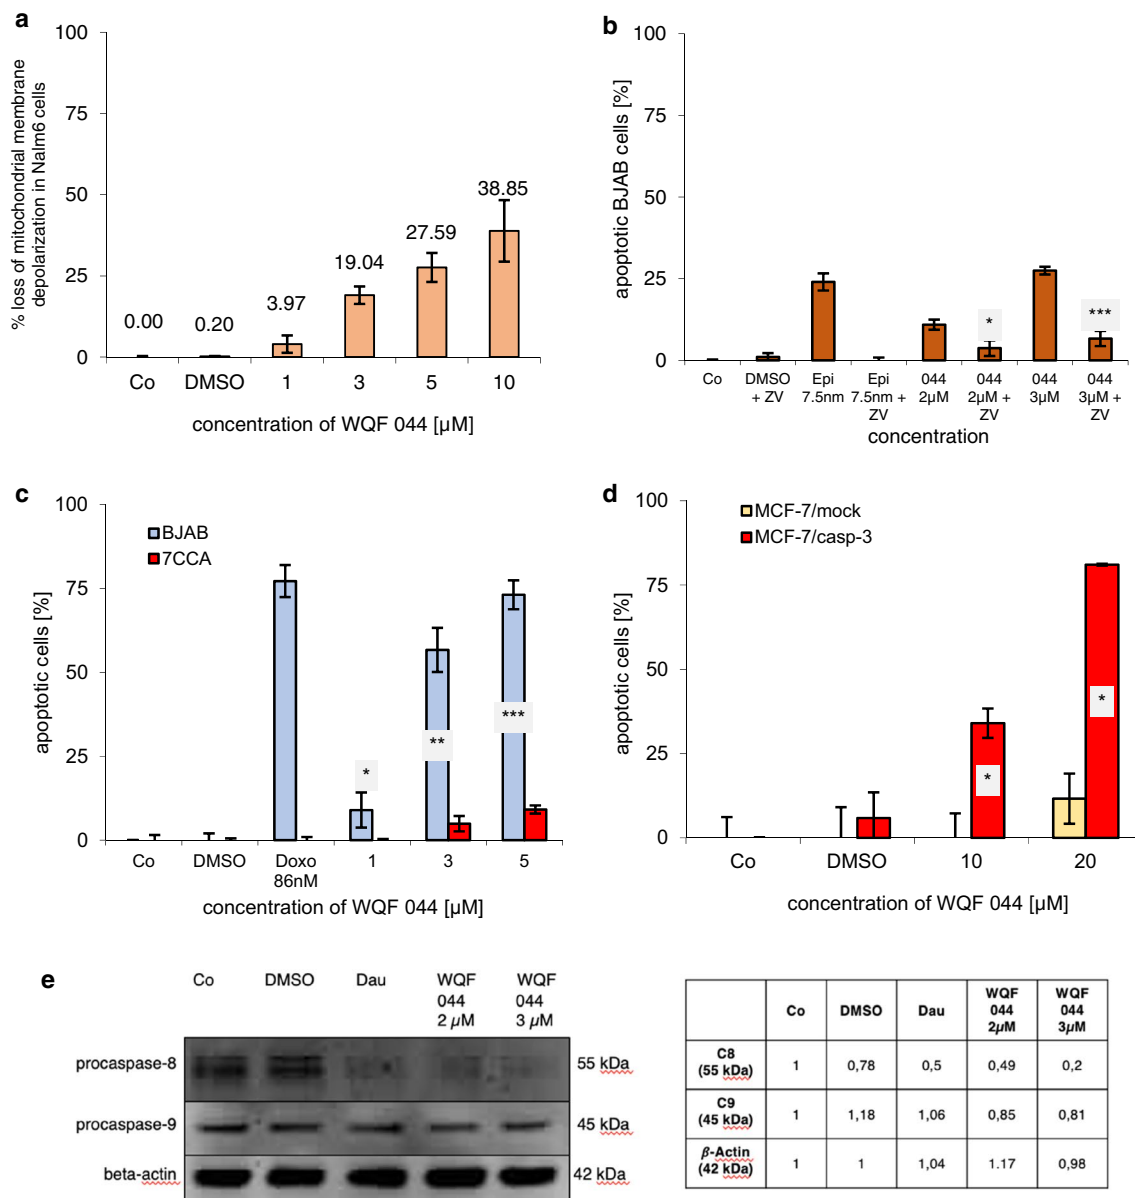 a
% loss of mitochondrial membrane
depolarization in Nalm6 cells
100
75
50
25
0
0.00
0.20
3.97
19.04
27.59
38.85
Co DMSO 1 3 5 10
concentration of WQF 044 [µM]
b
apoptotic BJAB cells [%]
100
75
50
25
0
*
***
Co DMSO Epi Epi 044 044 044 044
+ ZV 7.5nm 7.5nm + 2µM 2µM + 3µM 3µM +
ZV ZV ZV
concentration
c
apoptotic cells [%]
100
75
50
25
0
BJAB
7CCA
*
**
***
Co DMSO Doxo 1 3 5
86nM
concentration of WQF 044 [µM]
d
apoptotic cells [%]
100
75
50
25
0
MCF-7/mock
MCF-7/casp-3
*
*
Co DMSO 10 20
concentration of WQF 044 [µM]
e
Co DMSO Dau WQF WQF
044 044
2 µM 3 µM
procaspase-8 55 kDa
procaspase-9 45 kDa
beta-actin 42 kDa
Co DMSO Dau WQF WQF
044 044
2µM 3µM
C8
(55 kDa) 1 0,78 0,5 0,49 0,2
C9
(45 kDa) 1 1,18 1,06 0,85 0,81
β-Actin
(42 kDa) 1 1 1,04 1.17 0,98